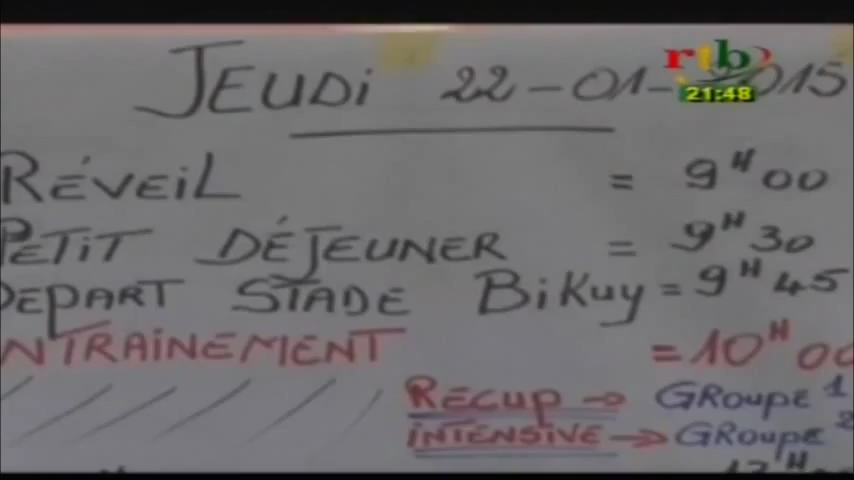 rtb
21:48
JEUDi 22-01-2015
RÉVEIL = 9H00
PETIT DÉJEUNER = 9H30
DEPART STADE BiKuy = 9H45
NTRAINEMENT = 10H00
RECUP → GROUPE 1
INTENSIVE → GROUPE 2